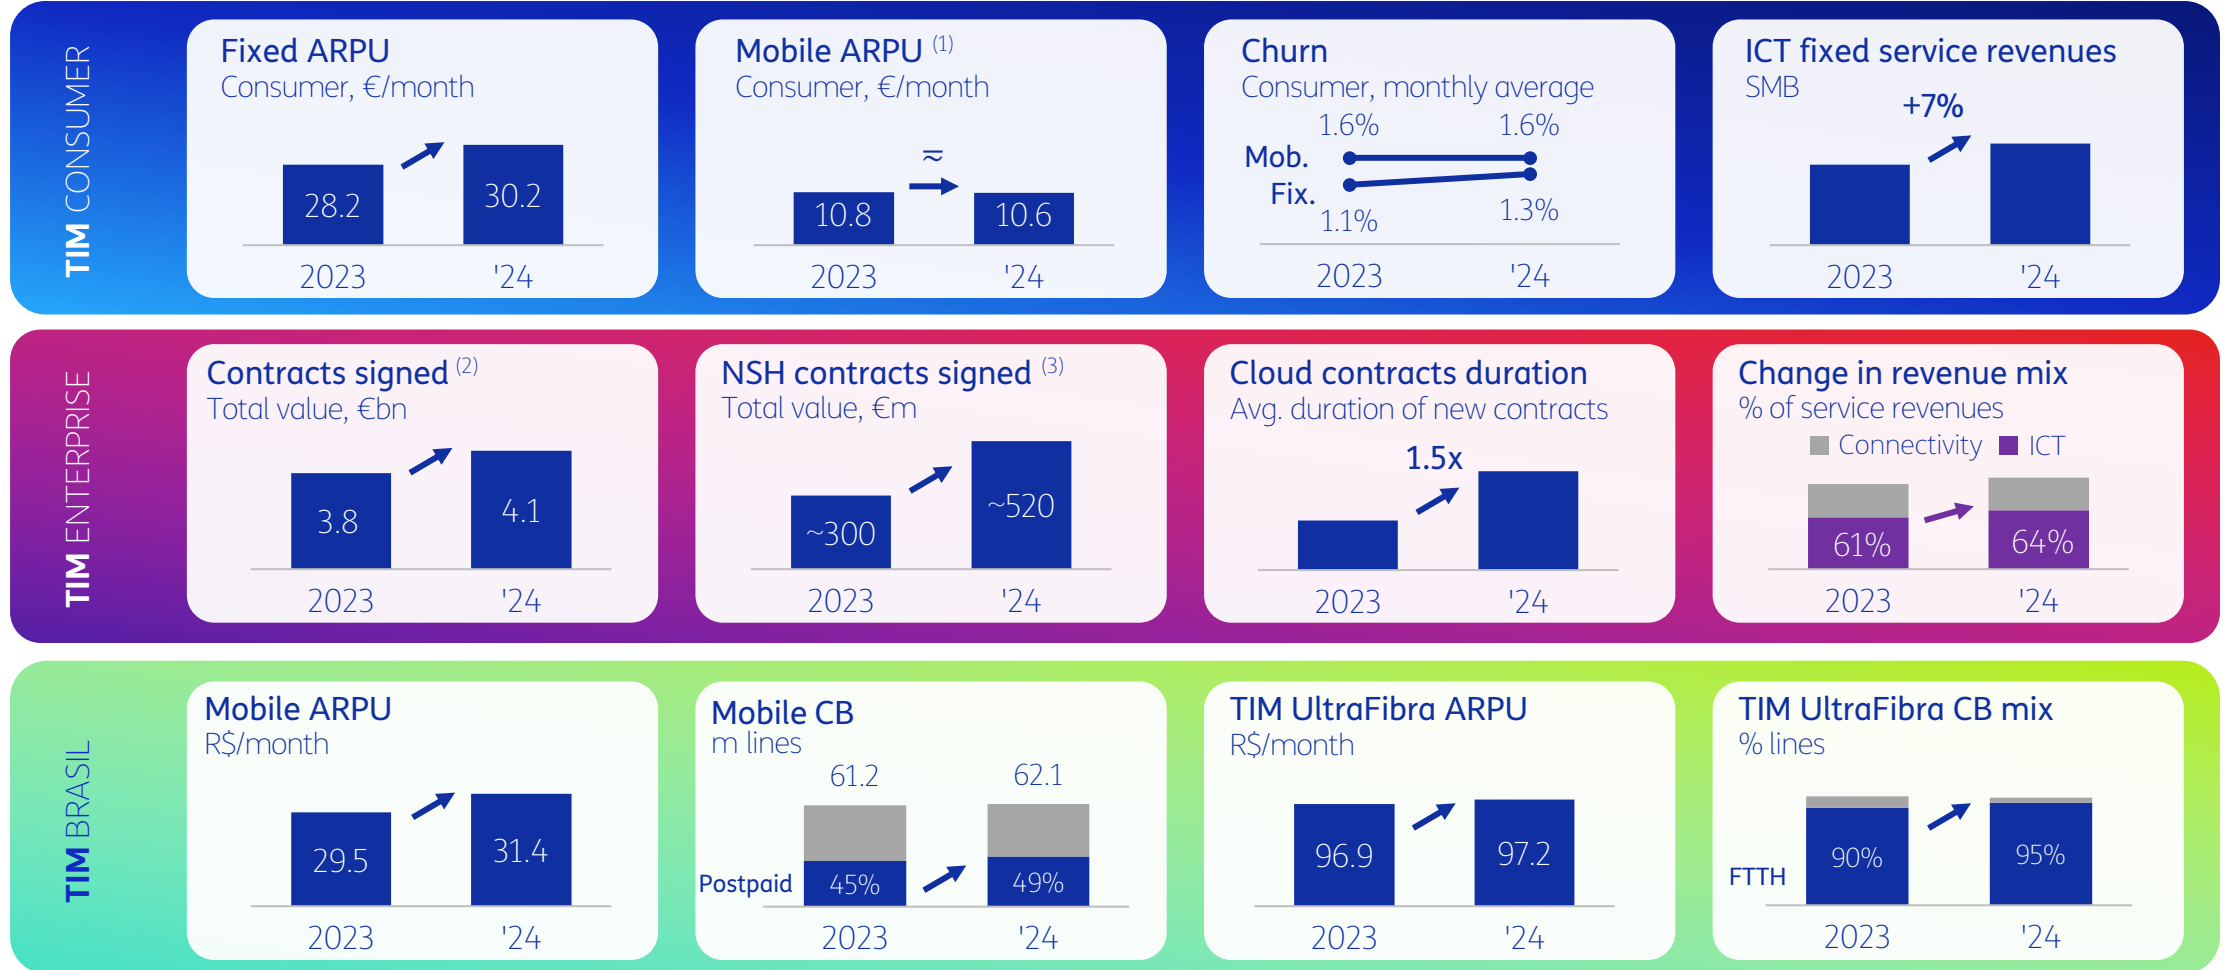 TIM CONSUMER
Fixed ARPU
Consumer, €/month
28.2
30.2
2023
'24
Mobile ARPU (1)
Consumer, €/month
≂
10.8
10.6
2023
'24
Churn
Consumer, monthly average
1.6%
1.6%
Mob.
Fix.
1.1%
1.3%
2023
'24
ICT fixed service revenues
SMB
+7%
2023
'24
TIM ENTERPRISE
Contracts signed (2)
Total value, €bn
3.8
4.1
2023
'24
NSH contracts signed (3)
Total value, €m
~300
~520
2023
'24
Cloud contracts duration
Avg. duration of new contracts
1.5x
2023
'24
Change in revenue mix
% of service revenues
Connectivity ICT
61%
64%
2023
'24
TIM BRASIL
Mobile ARPU
R$/month
29.5
31.4
2023
'24
Mobile CB
m lines
61.2
62.1
Postpaid
45%
49%
2023
'24
TIM UltraFibra ARPU
R$/month
96.9
97.2
2023
'24
TIM UltraFibra CB mix
% lines
FTTH
90%
95%
2023
'24